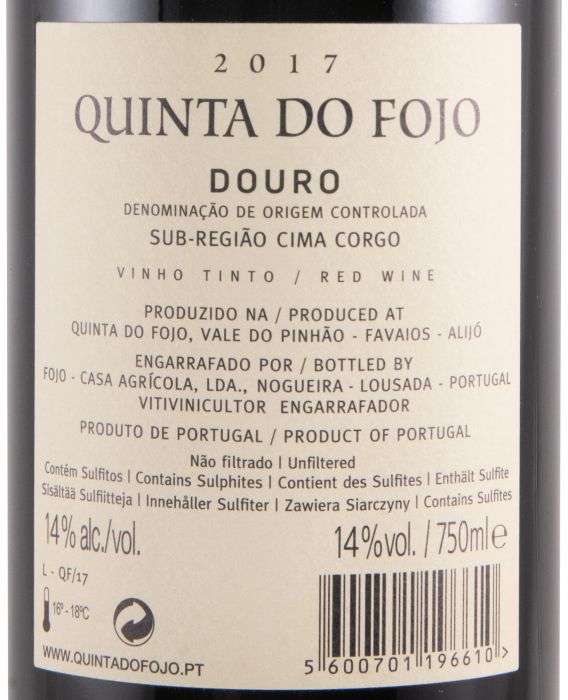 2017
QUINTA DO FOJO
DOURO
DENOMINAÇÃO DE ORIGEM CONTROLADA
SUB-REGIÃO CIMA CORGO
VINHO TINTO / RED WINE
PRODUZIDO NA / PRODUCED AT
QUINTA DO FOJO, VALE DO PINHÃO - FAVAIOS - ALIJÓ
ENGARRAFADO POR / BOTTLED BY
FOJO - CASA AGRÍCOLA, LDA., NOGUEIRA - LOUSADA - PORTUGAL
VITIVINICULTOR ENGARRAFADOR
PRODUTO DE PORTUGAL / PRODUCT OF PORTUGAL
Não filtrado | Unfiltered
Contém Sulfitos | Contains Sulphites | Contient des Sulfites | Enthält Sulfite
Sisältää Sulfiitteja | Innehåller Sulfiter | Zawiera Siarczyny | Contains Sulfites
14% alc./vol. 14%vol. / 750ml e
L - QF/17
16º - 18ºC
WWW.QUINTADOFOJO.PT
5 600701 196610 >